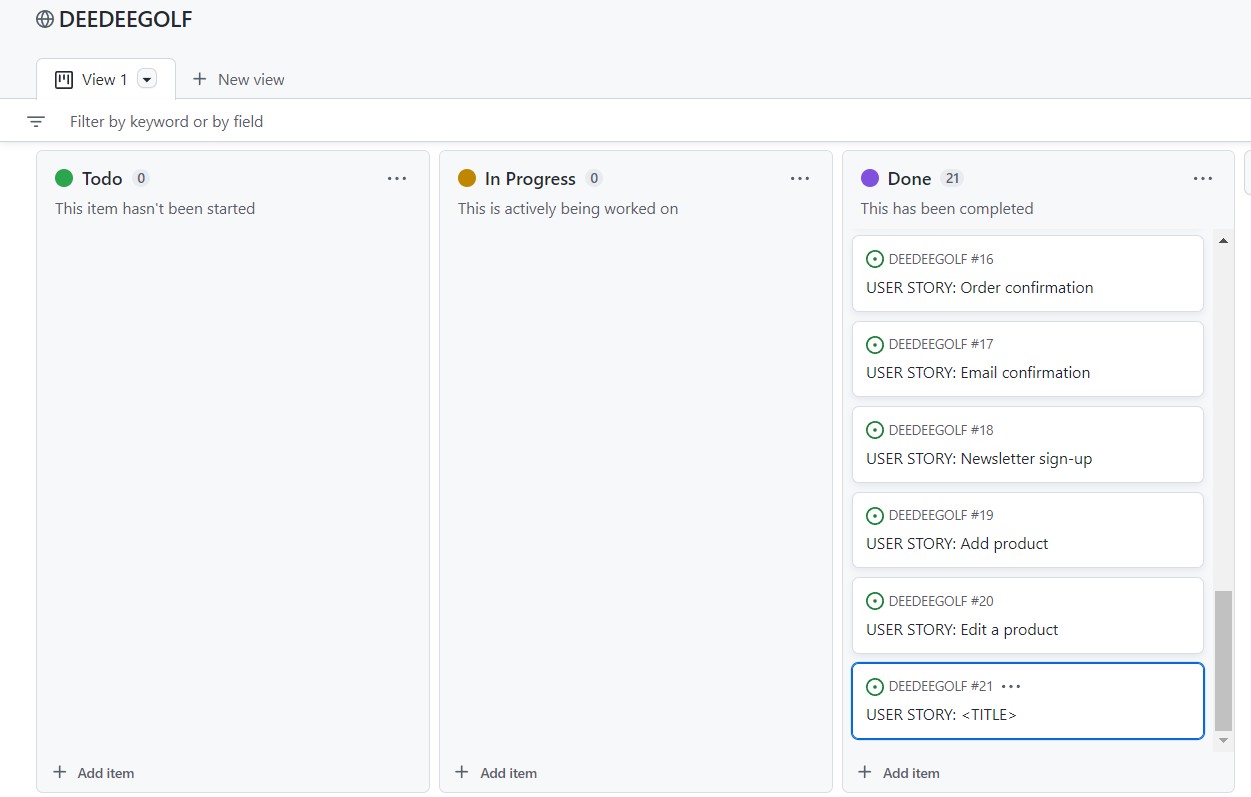 DEEDEEGOLF
View 1
New view
Filter by keyword or by field
Todo 0
This item hasn't been started
Add item
In Progress 0
This is actively being worked on
Add item
Done 21
This has been completed
DEEDEEGOLF #16
USER STORY: Order confirmation
DEEDEEGOLF #17
USER STORY: Email confirmation
DEEDEEGOLF #18
USER STORY: Newsletter sign-up
DEEDEEGOLF #19
USER STORY: Add product
DEEDEEGOLF #20
USER STORY: Edit a product
DEEDEEGOLF #21
USER STORY: <TITLE>
Add item